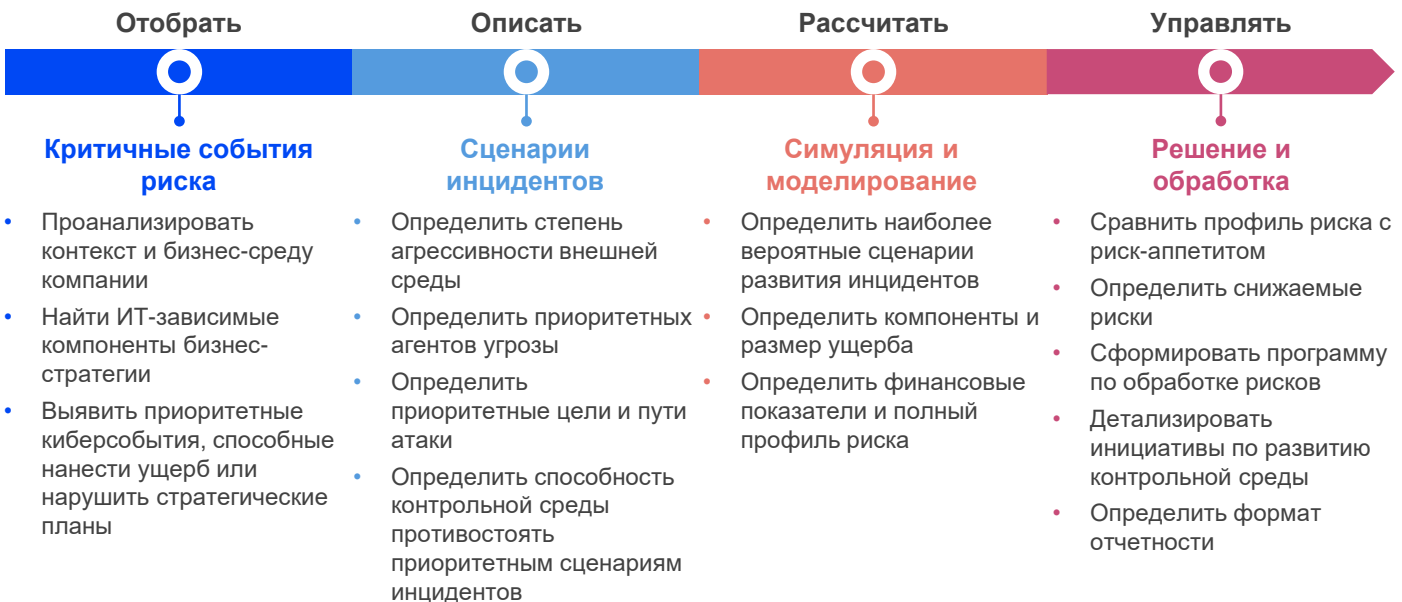 Отобрать
Описать
Рассчитать
Управлять
Критичные события
риска
Проанализировать
контекст и бизнес-среду
компании
Найти ИТ-зависимые
компоненты бизнес-
стратегии
Выявить приоритетные
киберсобытия, способные
нанести ущерб или
нарушить стратегические
планы
Сценарии
инцидентов
Определить степень
агрессивности внешней
среды
Определить приоритетных
агентов угрозы
Определить
приоритетные цели и пути
атаки
Определить способность
контрольной среды
противостоять
приоритетным сценариям
инцидентов
Симуляция и
моделирование
Определить наиболее
вероятные сценарии
развития инцидентов
Определить компоненты и
размер ущерба
Определить финансовые
показатели и полный
профиль риска
Решение и
обработка
Сравнить профиль риска с
риск-аппетитом
Определить снижаемые
риски
Сформировать программу
по обработке рисков
Детализировать
инициативы по развитию
контрольной среды
Определить формат
отчетности